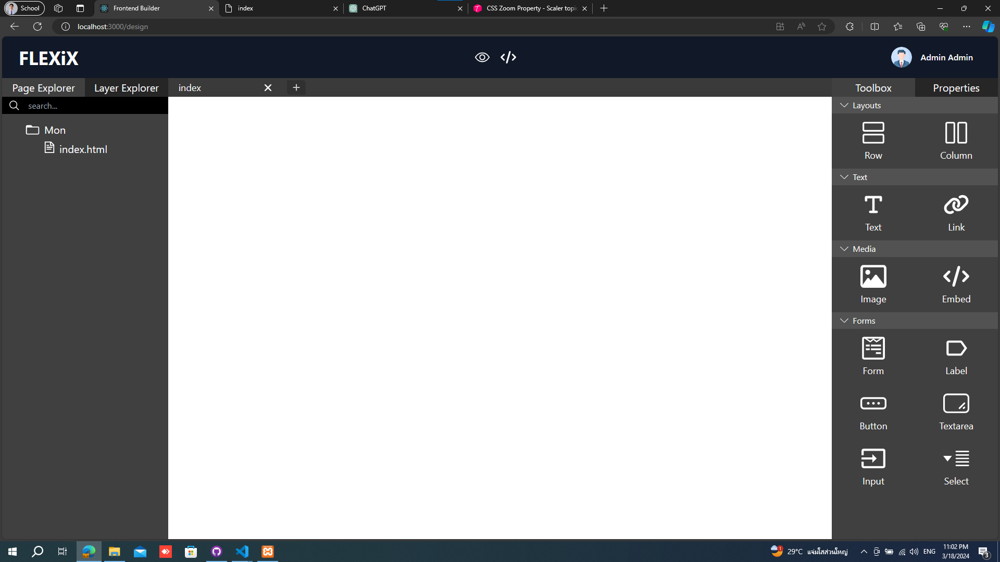 School
Frontend Builder
index
ChatGPT
CSS Zoom Property - Scaler topic
localhost:3000/design
FLEXiX
Admin Admin
Page Explorer
Layer Explorer
index
Toolbox
Properties
search...
Mon
index.html
Layouts
Row
Column
Text
Text
Link
Media
Image
Embed
Forms
Form
Label
Button
Textarea
Input
Select
1
29°C แจ่มใสส่วนใหญ่
ENG
11:02 PM
3/18/2024
3